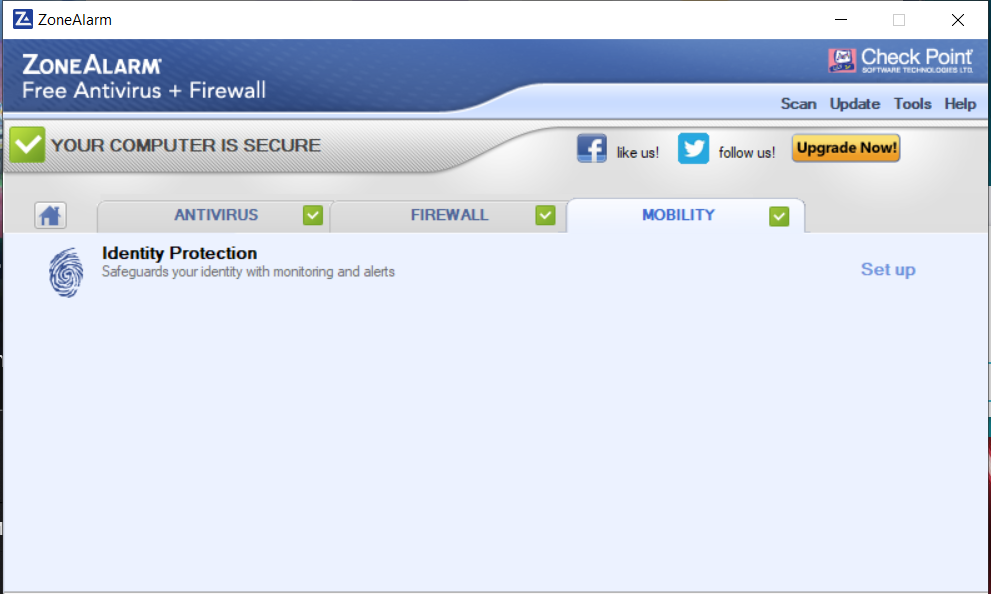 ZoneAlarm
ZONEALARM
Free Antivirus + Firewall
Check Point
SOFTWARE TECHNOLOGIES LTD.
Scan Update Tools Help
YOUR COMPUTER IS SECURE
like us! follow us! Upgrade Now!
ANTIVIRUS FIREWALL MOBILITY
Identity Protection
Safeguards your identity with monitoring and alerts
Set up